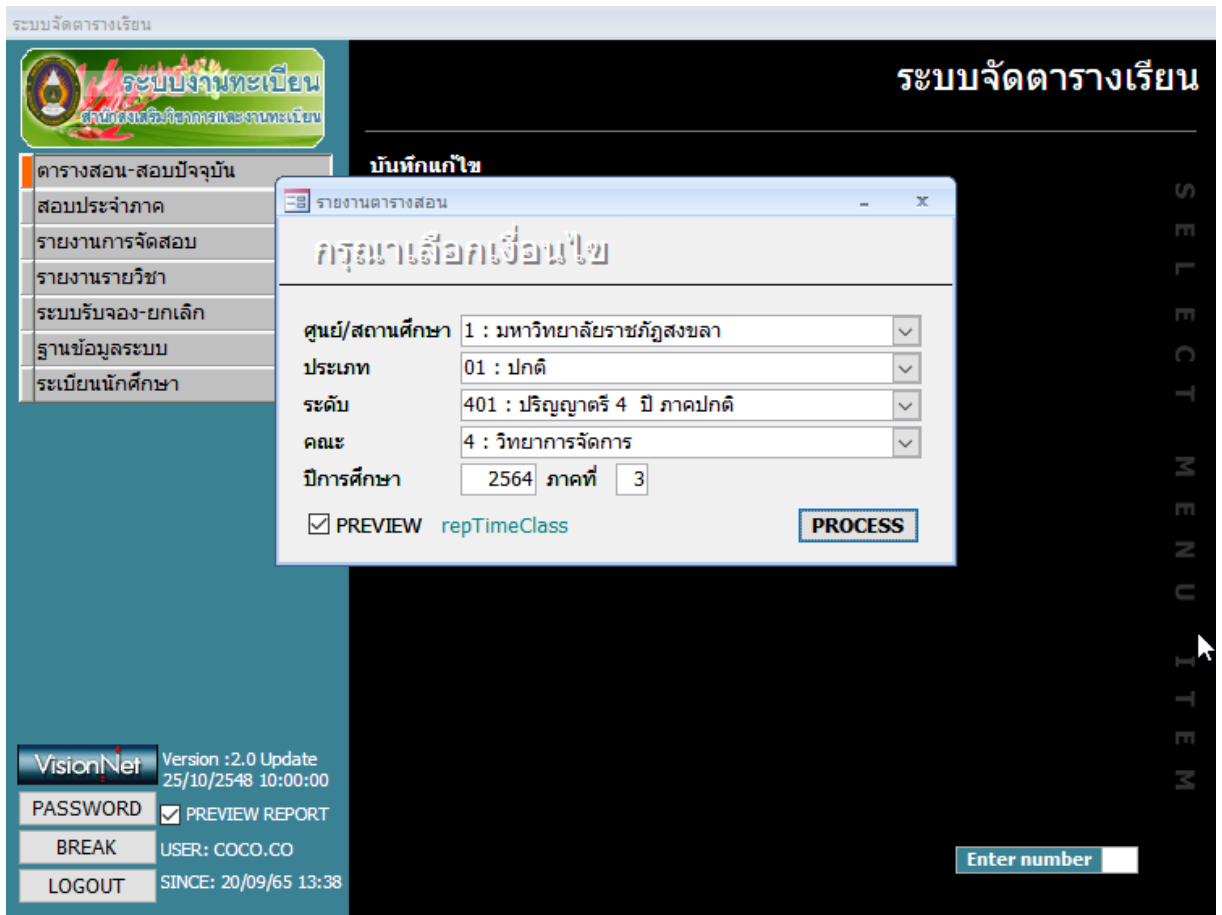 ระบบจัดตารางเรียน
ระบบงานทะเบียน
สำนักส่งเสริมวิชาการและงานทะเบียน
ระบบจัดตารางเรียน
ตารางสอน-สอบปัจจุบัน
สอบประจำภาค
รายงานการจัดสอบ
รายงานรายวิชา
ระบบรับจอง-ยกเลิก
ฐานข้อมูลระบบ
ระเบียนนักศึกษา
บันทึกแก้ไข
รายงานตารางสอน
กรุณาเลือกเงื่อนไข
ศูนย์/สถานศึกษา 1 : มหาวิทยาลัยราชภัฏสงขลา
ประเภท 01 : ปกติ
ระดับ 401 : ปริญญาตรี 4 ปี ภาคปกติ
คณะ 4 : วิทยาการจัดการ
ปีการศึกษา 2564 ภาคที่ 3
PREVIEW repTimeClass PROCESS
SELECT MENU ITEM
VisionNet Version :2.0 Update
25/10/2548 10:00:00
PASSWORD PREVIEW REPORT
BREAK USER: COCO.CO
LOGOUT SINCE: 20/09/65 13:38
Enter number